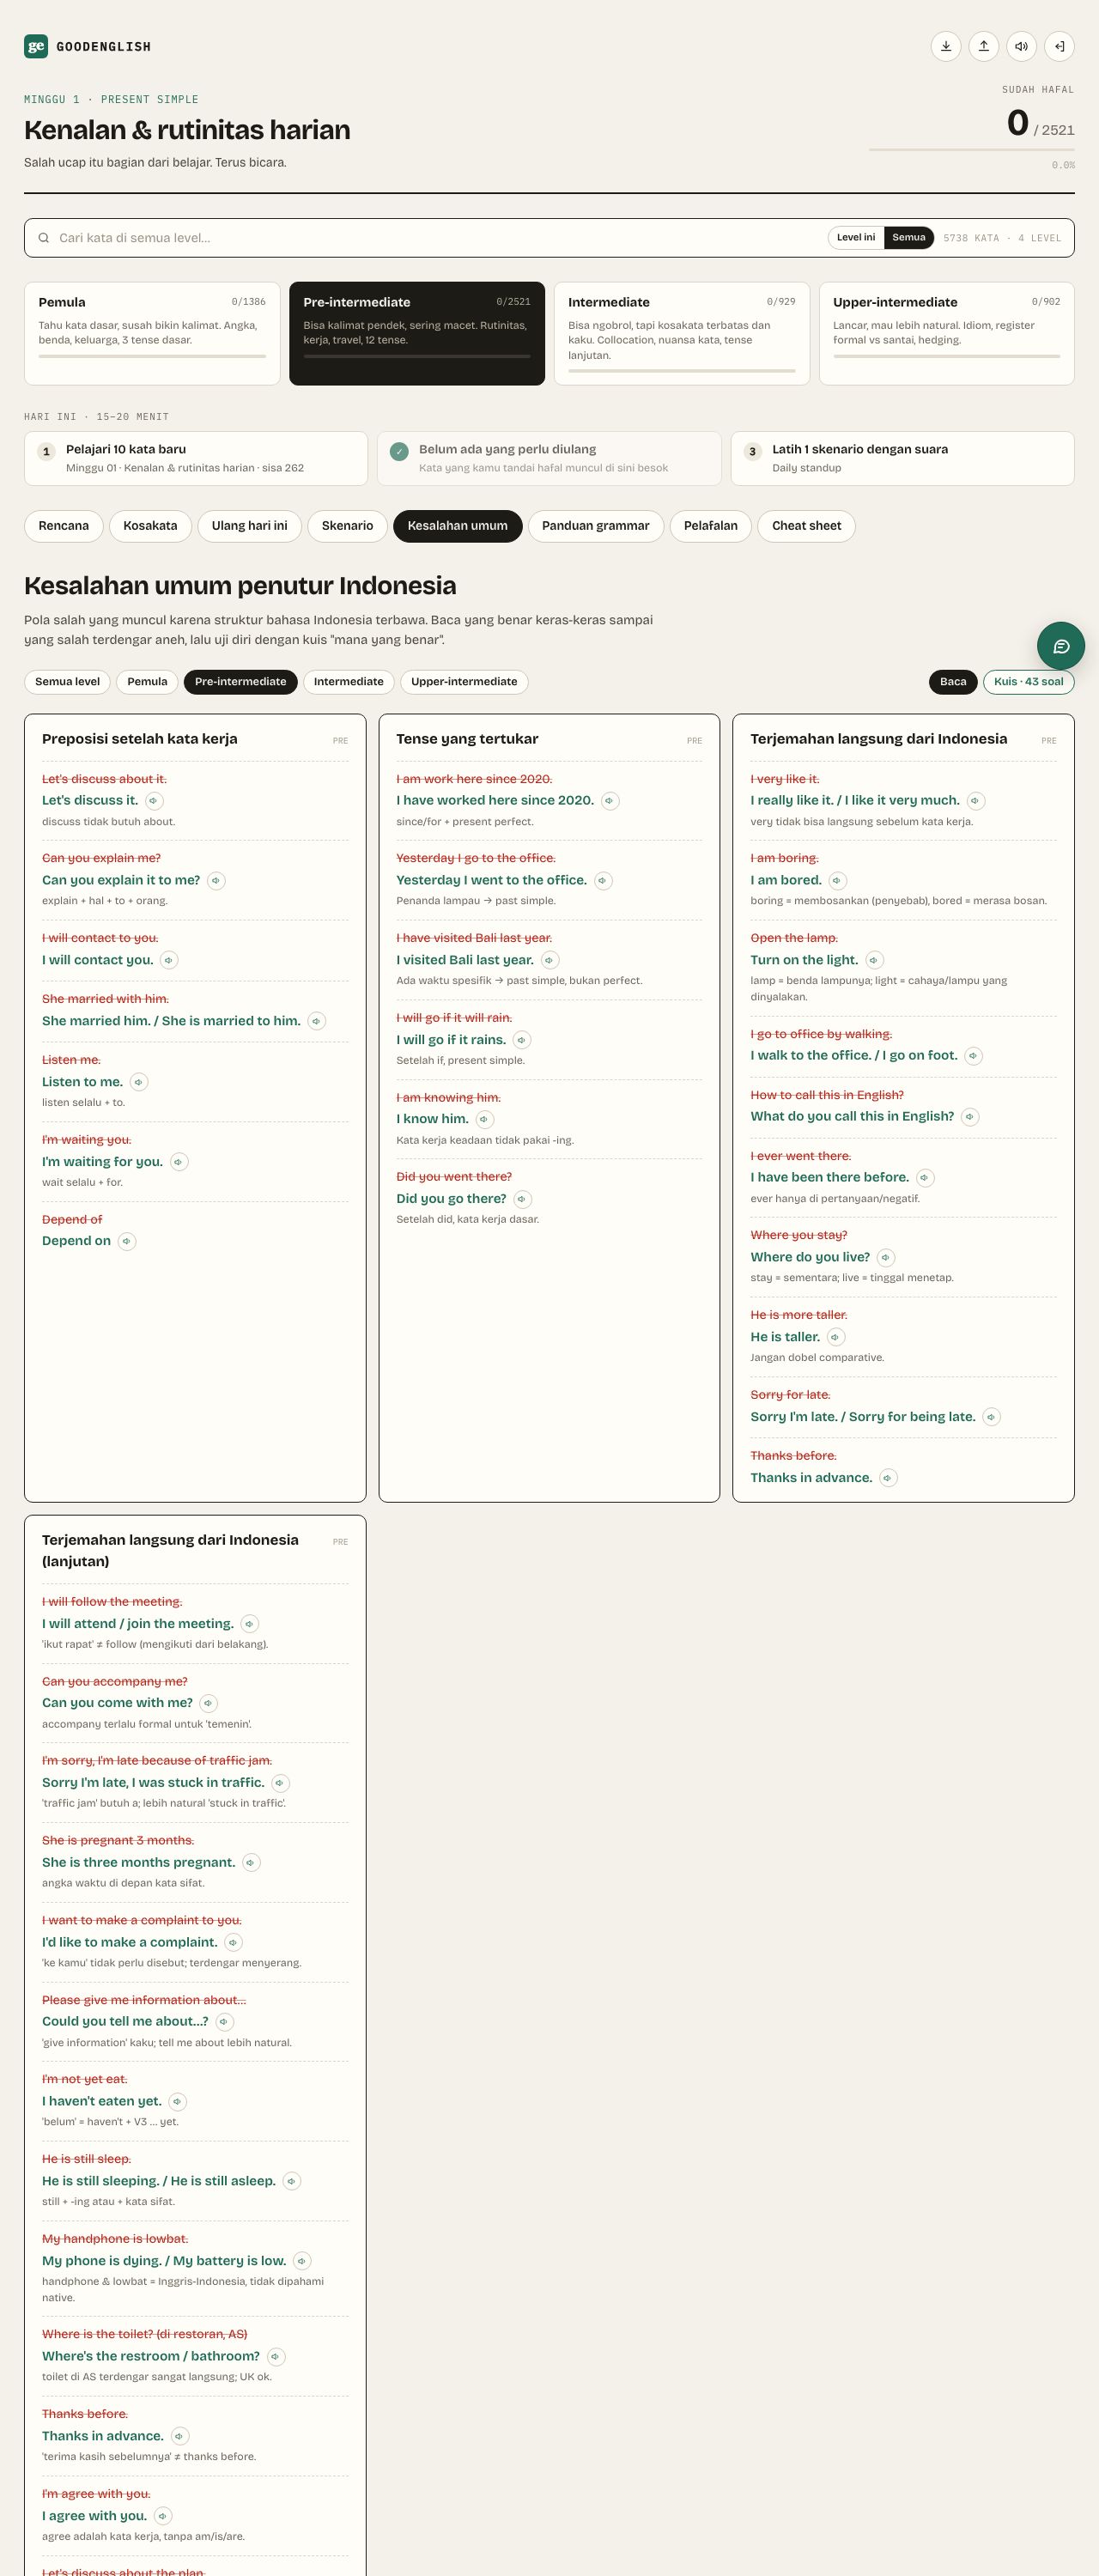 ge GOODENGLISH
MINGGU 1 · PRESENT SIMPLE
Kenalan & rutinitas harian
Salah ucap itu bagian dari belajar. Terus bicara.
SUDAH HAFAL
0 / 2521
0.0%
Cari kata di semua level...
Level ini Semua 5738 KATA · 4 LEVEL
Pemula 0/1386
Tahu kata dasar, susah bikin kalimat. Angka,
benda, keluarga, 3 tense dasar.
Pre-intermediate 0/2521
Bisa kalimat pendek, sering macet. Rutinitas,
kerja, travel, 12 tense.
Intermediate 0/929
Bisa ngobrol, tapi kosakata terbatas dan
kaku. Collocation, nuansa kata, tense
lanjutan.
Upper-intermediate 0/902
Lancar, mau lebih natural. Idiom, register
formal vs santai, hedging.
HARI INI · 15–20 MENIT
1 Pelajari 10 kata baru
Minggu 01 · Kenalan & rutinitas harian · sisa 262
✓ Belum ada yang perlu diulang
Kata yang kamu tandai hafal muncul di sini besok
3 Latih 1 skenario dengan suara
Daily standup
Rencana Kosakata Ulang hari ini Skenario Kesalahan umum Panduan grammar Pelafalan Cheat sheet
Kesalahan umum penutur Indonesia
Pola salah yang muncul karena struktur bahasa Indonesia terbawa. Baca yang benar keras-keras sampai
yang salah terdengar aneh, lalu uji diri dengan kuis "mana yang benar".
Semua level Pemula Pre-intermediate Intermediate Upper-intermediate Baca Kuis · 43 soal
Preposisi setelah kata kerja PRE
Let's discuss about it.
Let's discuss it.
discuss tidak butuh about.
Can you explain me?
Can you explain it to me?
explain + hal + to + orang.
I will contact to you.
I will contact you.
She married with him.
She married him. / She is married to him.
Listen me.
Listen to me.
listen selalu + to.
I'm waiting you.
I'm waiting for you.
wait selalu + for.
Depend of
Depend on
Tense yang tertukar PRE
I am work here since 2020.
I have worked here since 2020.
since/for + present perfect.
Yesterday I go to the office.
Yesterday I went to the office.
Penanda lampau → past simple.
I have visited Bali last year.
I visited Bali last year.
Ada waktu spesifik → past simple, bukan perfect.
I will go if it will rain.
I will go if it rains.
Setelah if, present simple.
I am knowing him.
I know him.
Kata kerja keadaan tidak pakai -ing.
Did you went there?
Did you go there?
Setelah did, kata kerja dasar.
Terjemahan langsung dari Indonesia PRE
I very like it.
I really like it. / I like it very much.
very tidak bisa langsung sebelum kata kerja.
I am boring.
I am bored.
boring = membosankan (penyebab), bored = merasa bosan.
Open the lamp.
Turn on the light.
lamp = benda lampunya; light = cahaya/lampu yang
dinyalakan.
I go to office by walking.
I walk to the office. / I go on foot.
How to call this in English?
What do you call this in English?
I ever went there.
I have been there before.
ever hanya di pertanyaan/negatif.
Where you stay?
Where do you live?
stay = sementara; live = tinggal menetap.
He is more taller.
He is taller.
Jangan dobel comparative.
Sorry for late.
Sorry I'm late. / Sorry for being late.
Thanks before.
Thanks in advance.
Terjemahan langsung dari Indonesia PRE
(lanjutan)
I will follow the meeting.
I will attend / join the meeting.
'ikut rapat' ≠ follow (mengikuti dari belakang).
Can you accompany me?
Can you come with me?
accompany terlalu formal untuk 'temenin'.
I'm sorry, I'm late because of traffic jam.
Sorry I'm late, I was stuck in traffic.
'traffic jam' butuh a; lebih natural 'stuck in traffic'.
She is pregnant 3 months.
She is three months pregnant.
angka waktu di depan kata sifat.
I want to make a complaint to you.
I'd like to make a complaint.
'ke kamu' tidak perlu disebut; terdengar menyerang.
Please give me information about...
Could you tell me about...?
'give information' kaku; tell me about lebih natural.
I'm not yet eat.
I haven't eaten yet.
'belum' = haven't + V3 ... yet.
He is still sleep.
He is still sleeping. / He is still asleep.
still + -ing atau + kata sifat.
My handphone is lowbat.
My phone is dying. / My battery is low.
handphone & lowbat = Inggris-Indonesia, tidak dipahami
native.
Where is the toilet? (di restoran, AS)
Where's the restroom / bathroom?
toilet di AS terdengar sangat langsung; UK ok.
Thanks before.
Thanks in advance.
'terima kasih sebelumnya' ≠ thanks before.
I'm agree with you.
I agree with you.
agree adalah kata kerja, tanpa am/is/are.
Let's discuss about the plan.